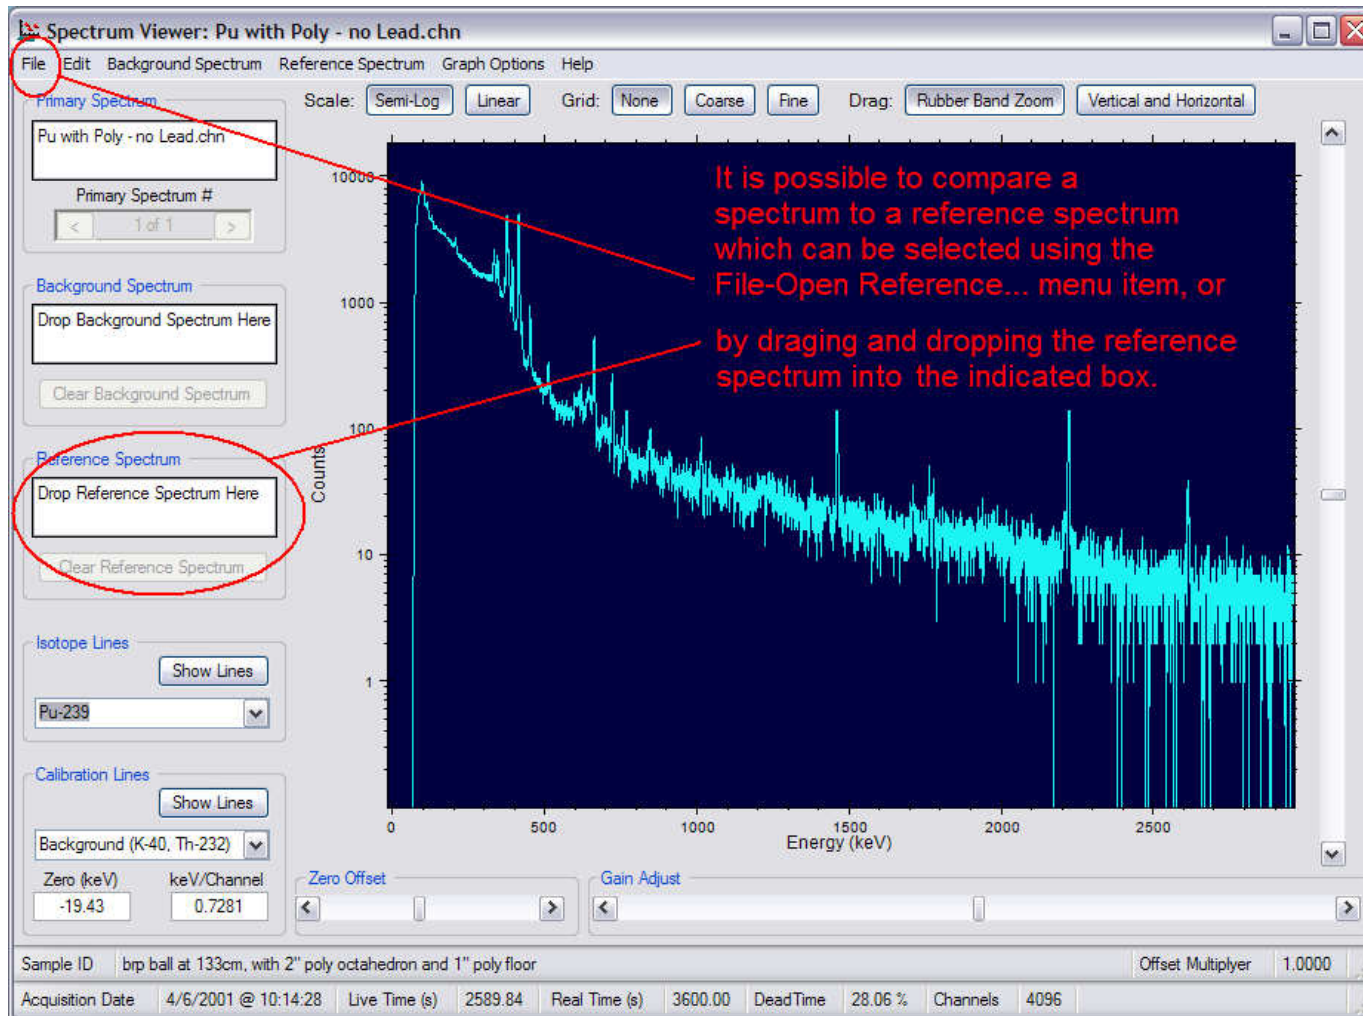 Spectrum Viewer: Pu with Poly - no Lead.chn
File Edit Background Spectrum Reference Spectrum Graph Options Help
Primary Spectrum
Pu with Poly - no Lead.chn
Primary Spectrum #
< 1 of 1 >
Background Spectrum
Drop Background Spectrum Here
Clear Background Spectrum
Reference Spectrum
Drop Reference Spectrum Here
Clear Reference Spectrum
Isotope Lines
Show Lines
Pu-239
Calibration Lines
Show Lines
Background (K-40, Th-232)
Zero (keV) keV/Channel
-19.43 0.7281
Scale: Semi-Log Linear Grid: None Coarse Fine Drag: Rubber Band Zoom Vertical and Horizontal
It is possible to compare a
spectrum to a reference spectrum
which can be selected using the
File-Open Reference... menu item, or
by draging and dropping the reference
spectrum into the indicated box.
10000
1000
100
10
1
Counts
0 500 1000 1500 2000 2500
Energy (keV)
Zero Offset
Gain Adjust
Sample ID brp ball at 133cm, with 2" poly octahedron and 1" poly floor Offset Multiplyer 1.0000
Acquisition Date 4/6/2001 @ 10:14:28 Live Time (s) 2589.84 Real Time (s) 3600.00 DeadTime 28.06 % Channels 4096